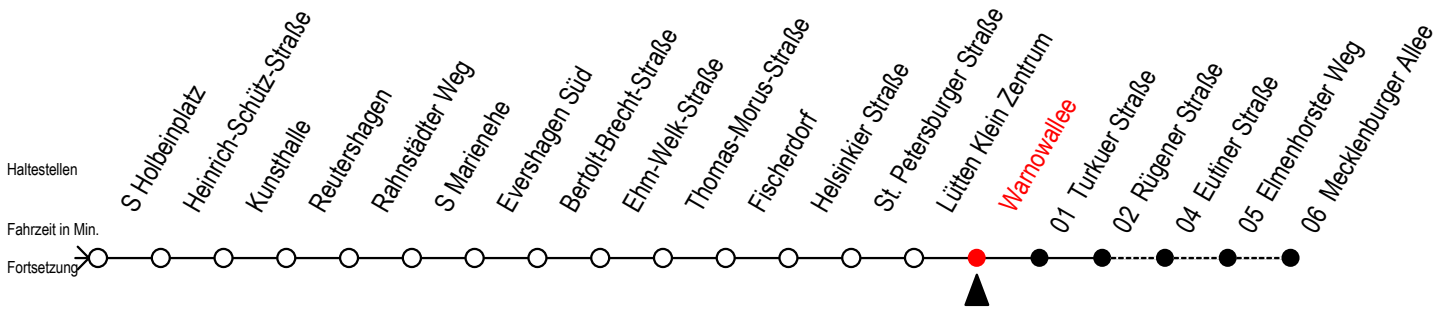 S Holbeinplatz
Heinrich-Schütz-Straße
Kunsthalle
Reutershagen
Rahnstädter Weg
S Marienehe
Evershagen Süd
Bertolt-Brecht-Straße
Ehm-Welk-Straße
Thomas-Morus-Straße
Fischerdorf
Helsinkier Straße
St. Petersburger Straße
Lütten Klein Zentrum
Warnowallee
01 Turkuer Straße
02 Rügener Straße
04 Eutiner Straße
05 Elmenhorster Weg
06 Mecklenburger Allee
Haltestellen
Fahrzeit in Min.
Fortsetzung